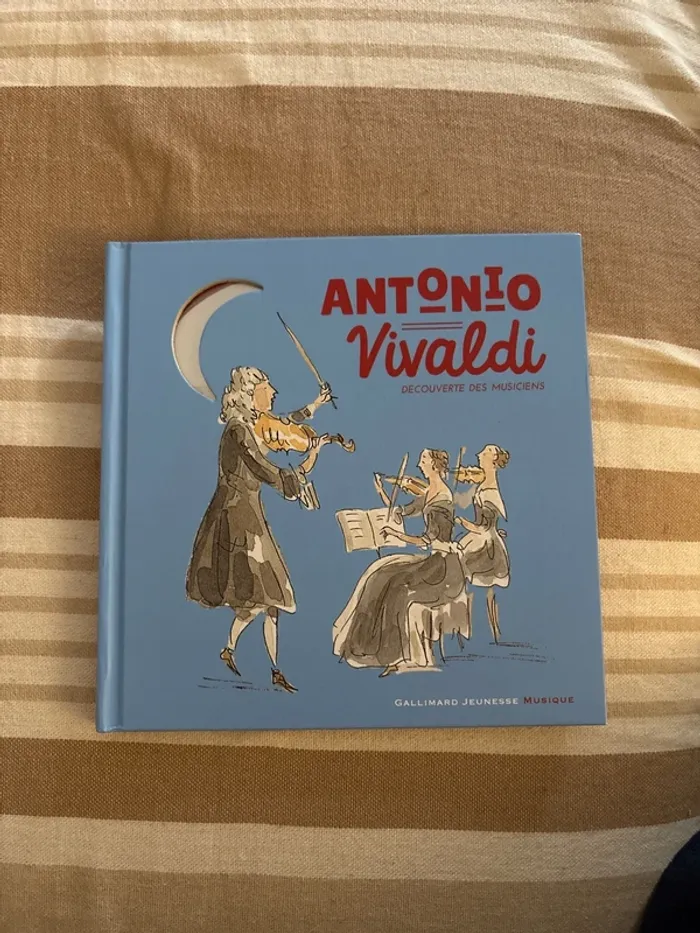 ANTONIO
Vivaldi
DÉCOUVERTE DES MUSICIENS
GALLIMARD JEUNESSE MUSIQUE